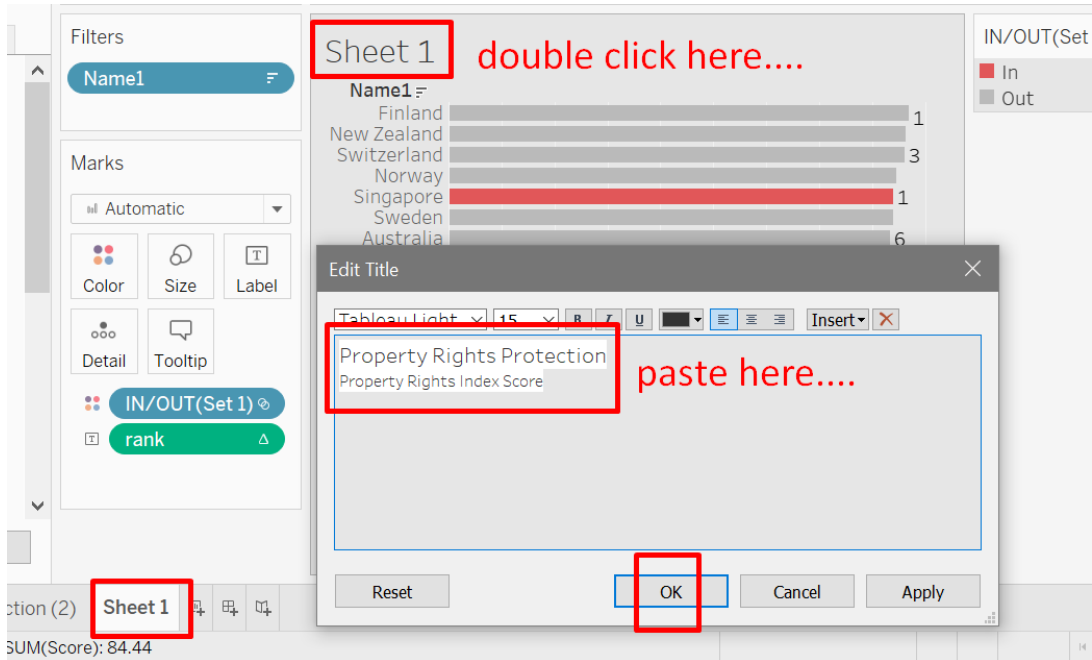 Filters
Name1
Marks
Automatic
Color
Size
Label
Detail
Tooltip
IN/OUT(Set 1)
T rank
Sheet 1
double click here....
Name1
Finland
1
New Zealand
Switzerland
3
Norway
Singapore
1
Sweden
Australia
6
IN/OUT(Set
In
Out
Edit Title
Tableau Light
15
B I U
Insert
Property Rights Protection
Property Rights Index Score
paste here....
Reset
OK
Cancel
Apply
ction (2)
Sheet 1
SUM(Score): 84.44